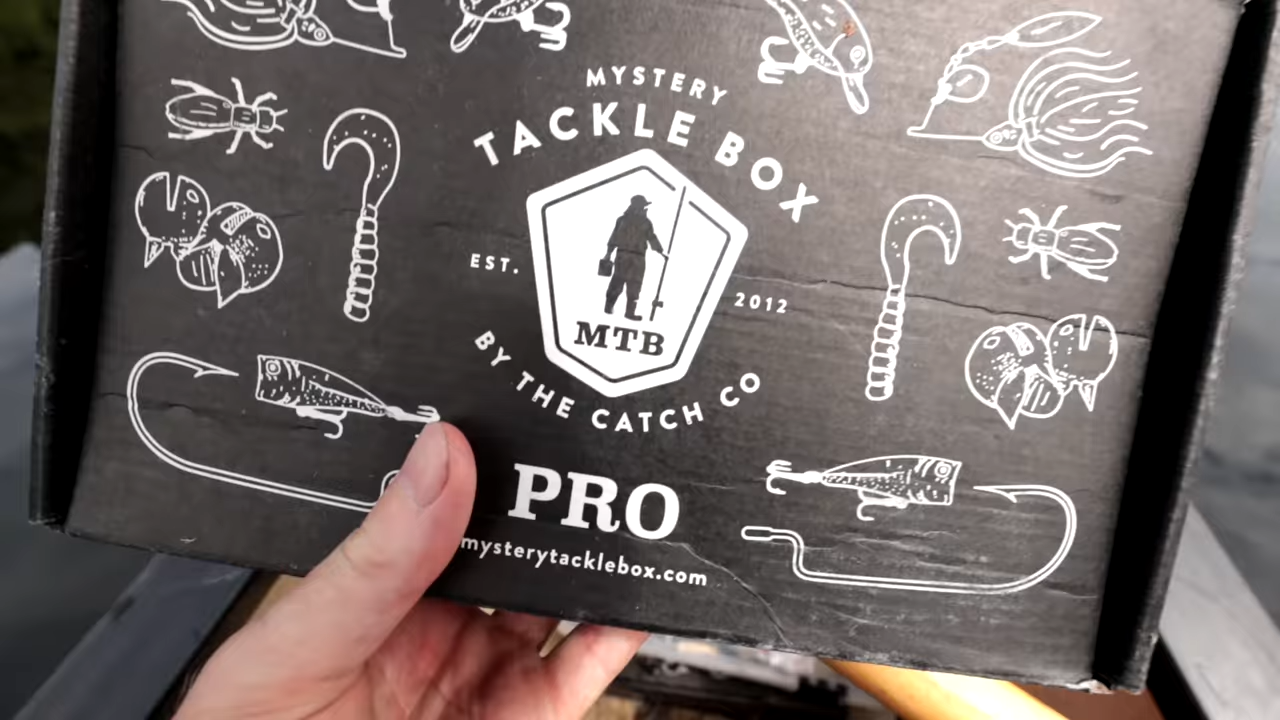 MYSTERY
TACKLE BOX
EST. 2012
MTB
BY THE CATCH CO
PRO
mysterytacklebox.com